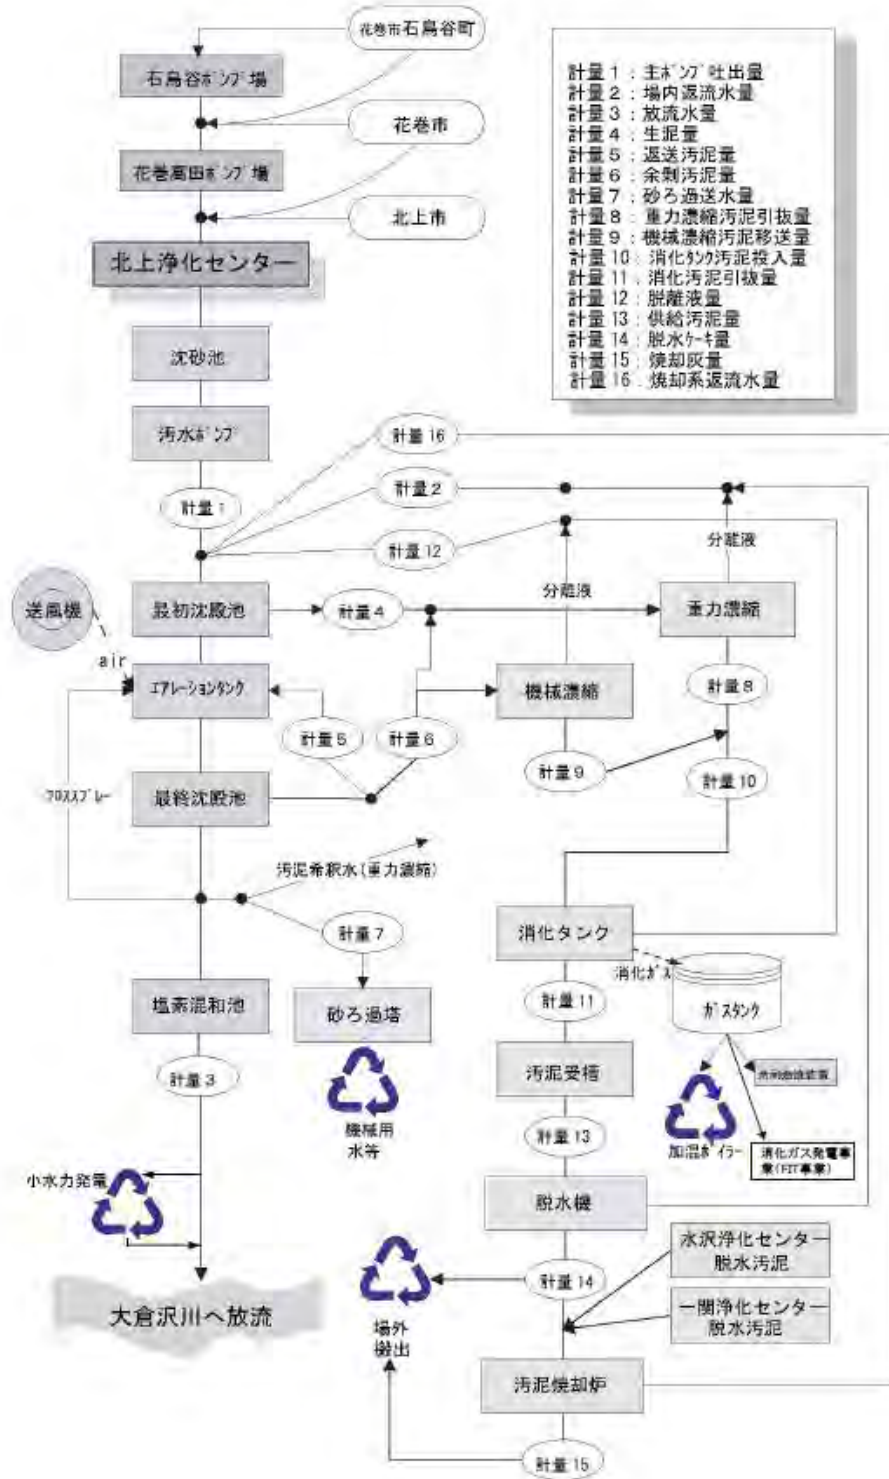 花巻市石鳥谷町
石鳥谷ポンプ場
花巻市
花巻高田ポンプ場
北上市
北上浄化センター
計量1：主ポンプ吐出量
計量2：場内返流水量
計量3：放流水量
計量4：生泥量
計量5：返送汚泥量
計量6：余剰汚泥量
計量7：砂ろ過送水量
計量8：重力濃縮汚泥引抜量
計量9：機械濃縮汚泥移送量
計量10：消化タンク汚泥投入量
計量11：消化汚泥引抜量
計量12：脱離液量
計量13：供給汚泥量
計量14：脱水ケーキ量
計量15：焼却灰量
計量16：焼却系返流水量
沈砂池
汚水ポンプ
計量16
計量2
計量1
計量12
分離液
分離液
送風機
最初沈殿池
計量4
重力濃縮
air
エアレーションタンク
機械濃縮
計量8
計量5
計量6
計量9
計量10
フロススプレー
最終沈殿池
汚泥希釈水(重力濃縮)
計量7
消化タンク
消化ガス
計量11
ガスタンク
塩素混和池
砂ろ過塔
計量3
汚泥受槽
機械用
水等
計量13
加温ボイラー
消化ガス発電事
業(FIT事業)
小水力発電
脱水機
水沢浄化センター
脱水汚泥
計量14
一関浄化センター
脱水汚泥
大倉沢川へ放流
場外
搬出
汚泥焼却炉
計量15